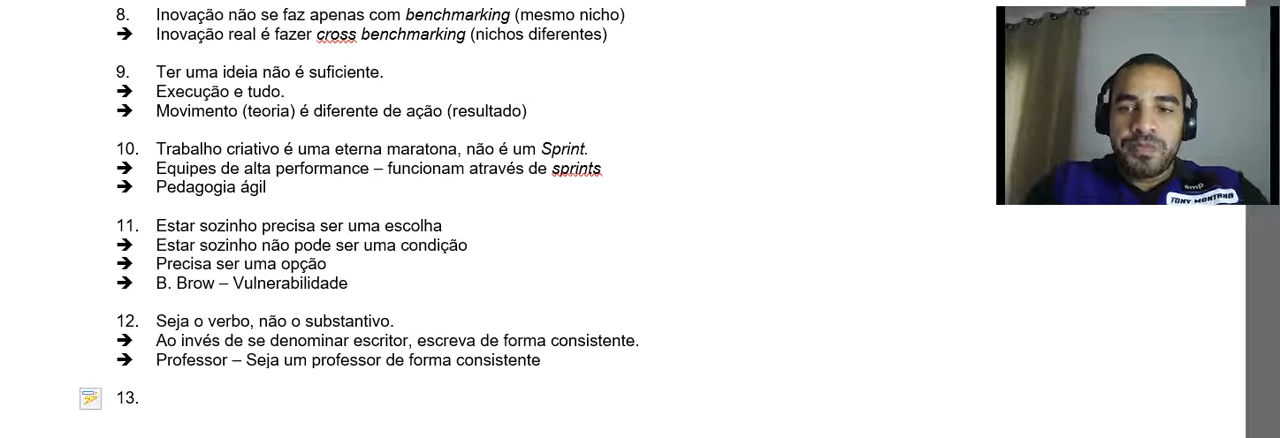 8. Inovação não se faz apenas com benchmarking (mesmo nicho)
➔ Inovação real é fazer cross benchmarking (nichos diferentes)
9. Ter uma ideia não é suficiente.
➔ Execução e tudo.
➔ Movimento (teoria) é diferente de ação (resultado)
10. Trabalho criativo é uma eterna maratona, não é um Sprint.
➔ Equipes de alta performance – funcionam através de sprints
➔ Pedagogia ágil
11. Estar sozinho precisa ser uma escolha
➔ Estar sozinho não pode ser uma condição
➔ Precisa ser uma opção
➔ B. Brow – Vulnerabilidade
12. Seja o verbo, não o substantivo.
➔ Ao invés de se denominar escritor, escreva de forma consistente.
➔ Professor – Seja um professor de forma consistente
13.
smp
TONY MONTANA